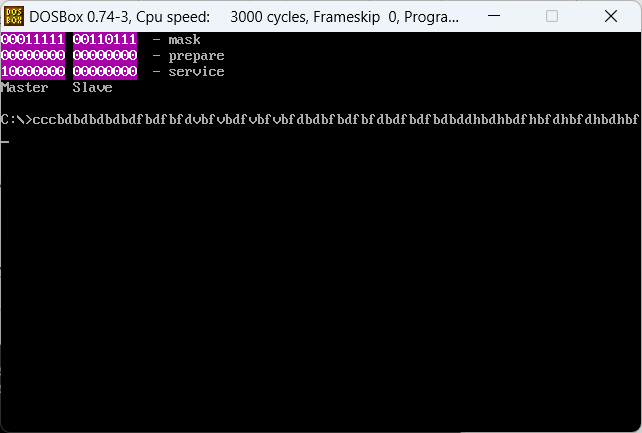 DOSBox 0.74-3, Cpu speed: 3000 cycles, Frameskip 0, Progra...
00011111 00110111 - mask
00000000 00000000 - prepare
10000000 00000000 - service
Master Slave
C:\>cccbdbdbdbdbdfbdfbfdvbfvbdfvbfvbfdbdbfbdfbfdbdfbdfbdbddhbdhbdfhbfdhbfdhbdhbf